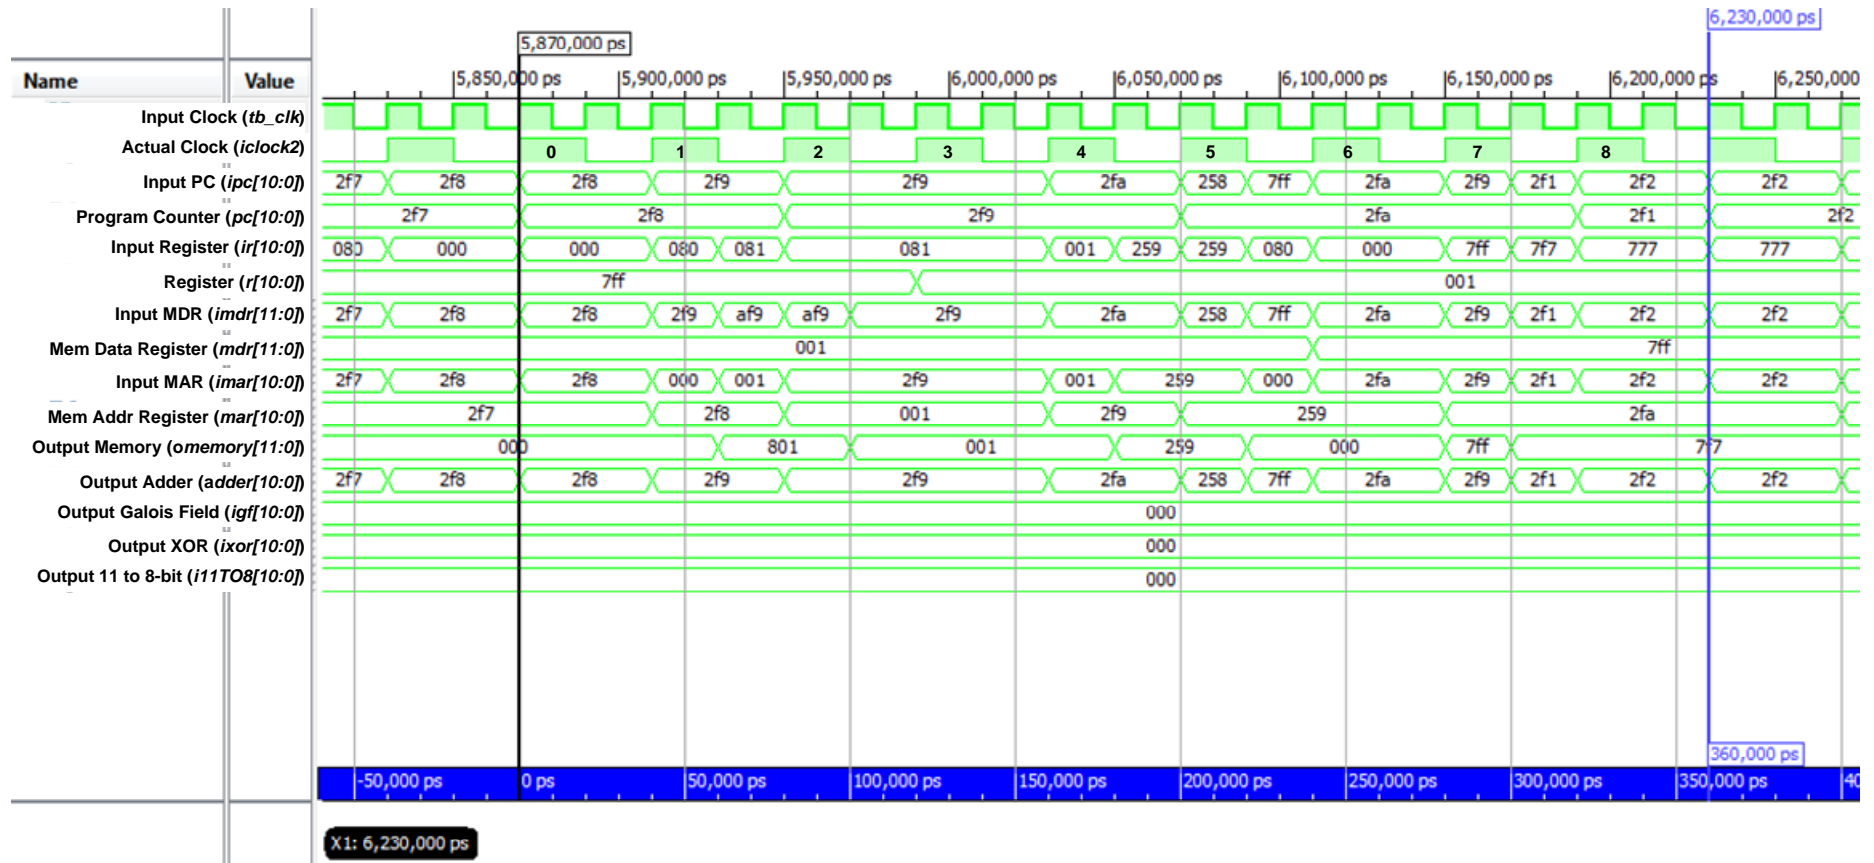 6,230,000 ps
5,870,000 ps
Name Value 5,850,000 ps 5,900,000 ps 5,950,000 ps 6,000,000 ps 6,050,000 ps 6,100,000 ps 6,150,000 ps 6,200,000 ps 6,250,000
Input Clock (tb_clk)
Actual Clock (iclock2) 0 1 2 3 4 5 6 7 8
Input PC (ipc[10:0]) 2f7 2f8 2f8 2f9 2f9 2fa 258 7ff 2fa 2f9 2f1 2f2 2f2
Program Counter (pc[10:0]) 2f7 2f8 2f9 2fa 2f1 2f2
Input Register (ir[10:0]) 080 000 000 080 081 081 001 259 259 080 000 7ff 7f7 777 777
Register (r[10:0]) 7ff 001
Input MDR (imdr[11:0]) 2f7 2f8 2f8 2f9 af9 af9 2f9 2fa 258 7ff 2fa 2f9 2f1 2f2 2f2
Mem Data Register (mdr[11:0]) 001 7ff
Input MAR (imar[10:0]) 2f7 2f8 2f8 000 001 2f9 001 259 000 2fa 2f9 2f1 2f2 2f2
Mem Addr Register (mar[10:0]) 2f7 2f8 001 2f9 259 2fa
Output Memory (omemory[11:0]) 000 801 001 259 000 7ff 7f7
Output Adder (adder[10:0]) 2f7 2f8 2f8 2f9 2f9 2fa 258 7ff 2fa 2f9 2f1 2f2 2f2
Output Galois Field (igf[10:0]) 000
Output XOR (ixor[10:0]) 000
Output 11 to 8-bit (i11TO8[10:0]) 000
360,000 ps
-50,000 ps 0 ps 50,000 ps 100,000 ps 150,000 ps 200,000 ps 250,000 ps 300,000 ps 350,000 ps 40
X1: 6,230,000 ps